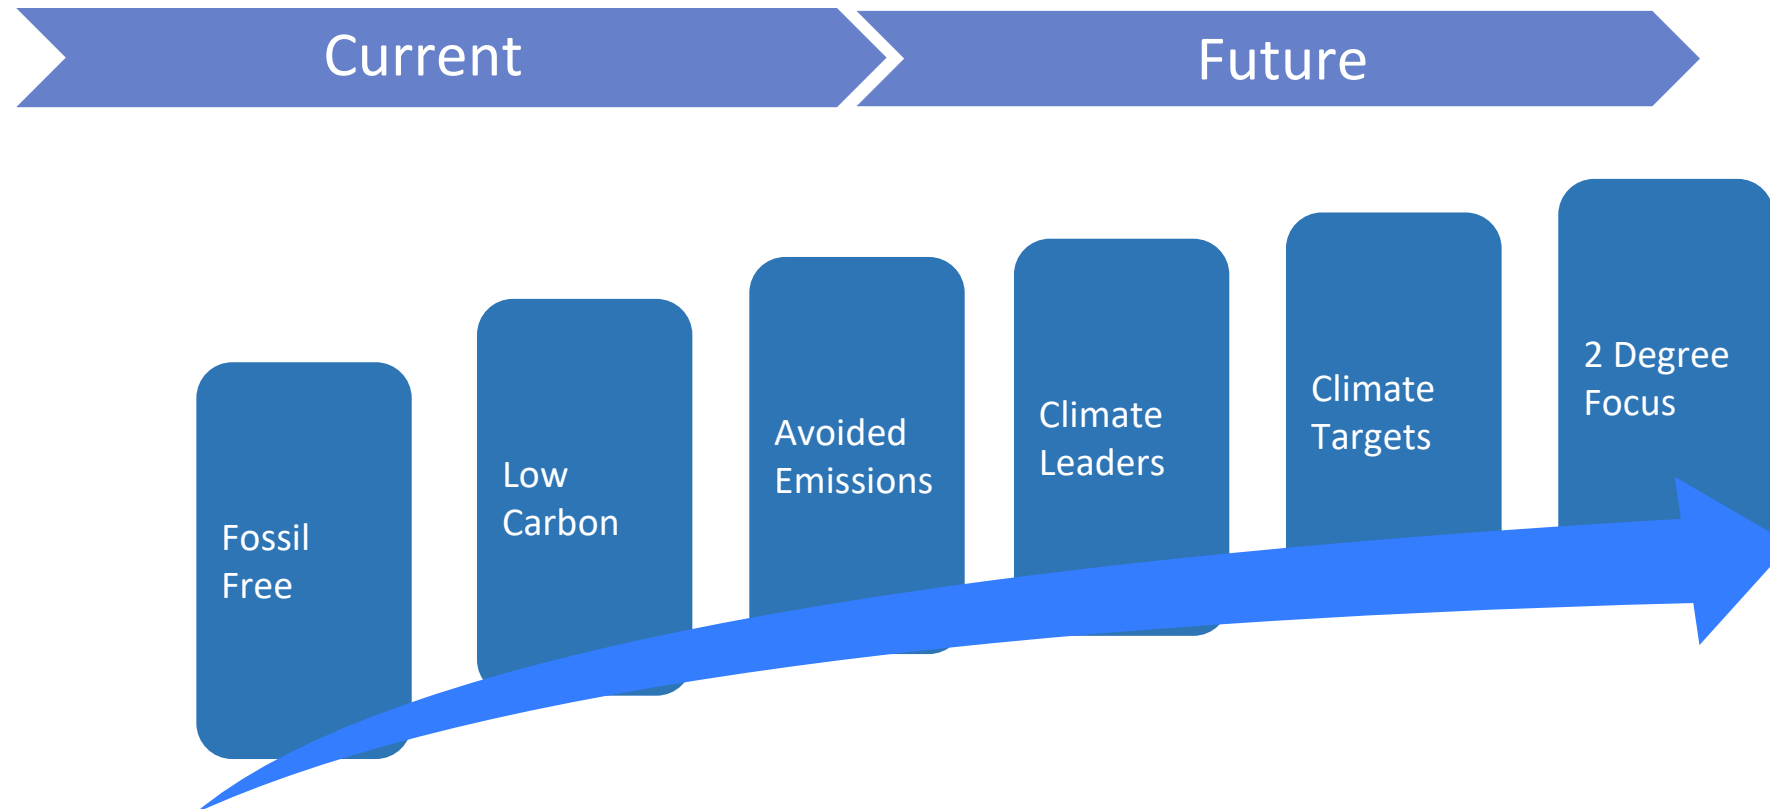 Current
Future
Fossil
Free
Low
Carbon
Avoided
Emissions
Climate
Leaders
Climate
Targets
2 Degree
Focus